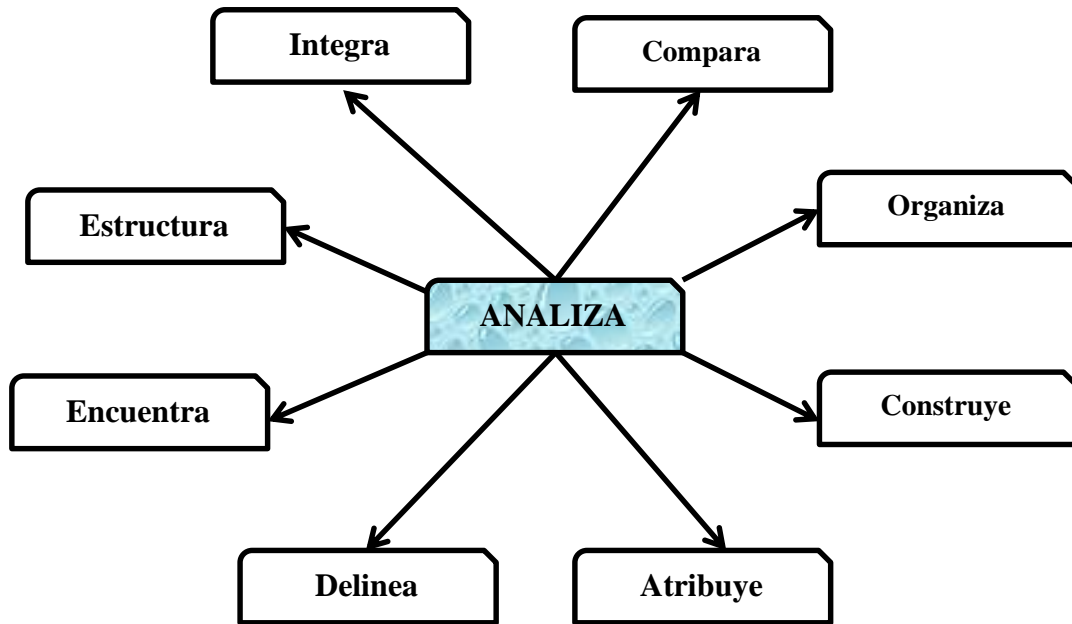 Integra
Compara
Estructura
Organiza
ANALIZA
Encuentra
Construye
Delinea
Atribuye